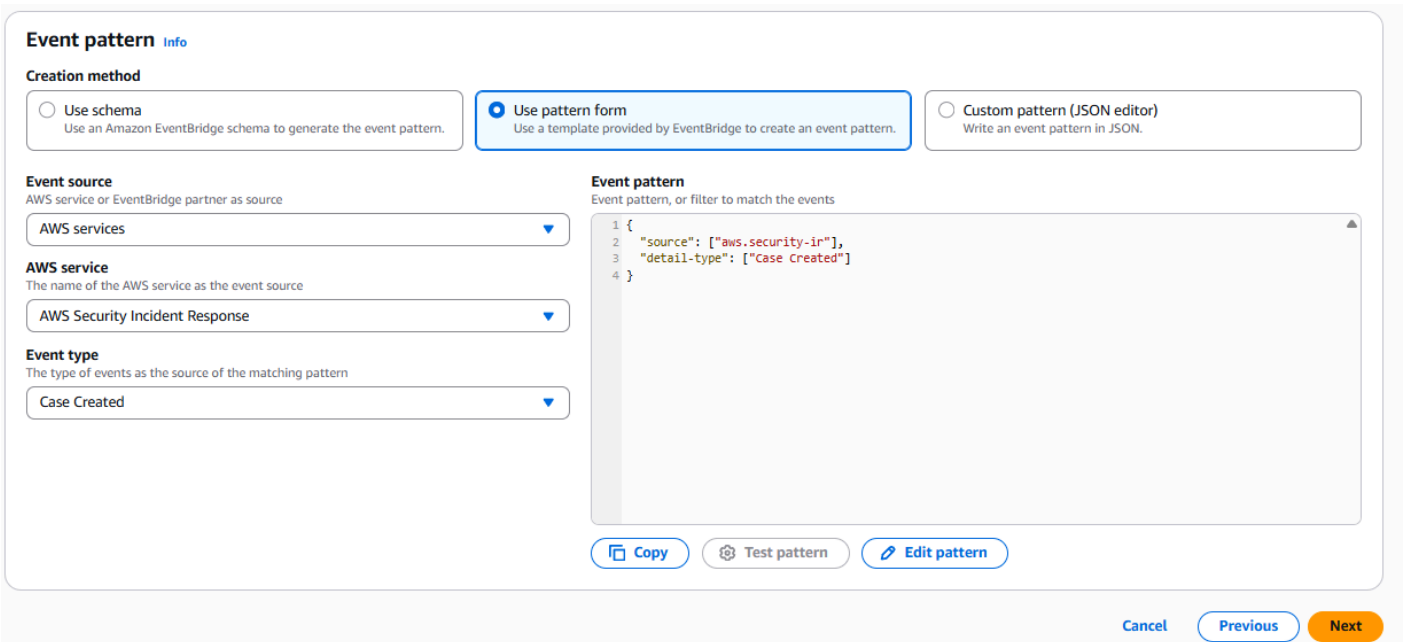 Event pattern Info
Creation method
Use schema
Use an Amazon EventBridge schema to generate the event pattern.
Use pattern form
Use a template provided by EventBridge to create an event pattern.
Custom pattern (JSON editor)
Write an event pattern in JSON.
Event source
AWS service or EventBridge partner as source
AWS services
AWS service
The name of the AWS service as the event source
AWS Security Incident Response
Event type
The type of events as the source of the matching pattern
Case Created
Event pattern
Event pattern, or filter to match the events
1 {
2 "source": ["aws.security-ir"],
3 "detail-type": ["Case Created"]
4 }
Copy
Test pattern
Edit pattern
Cancel
Previous
Next